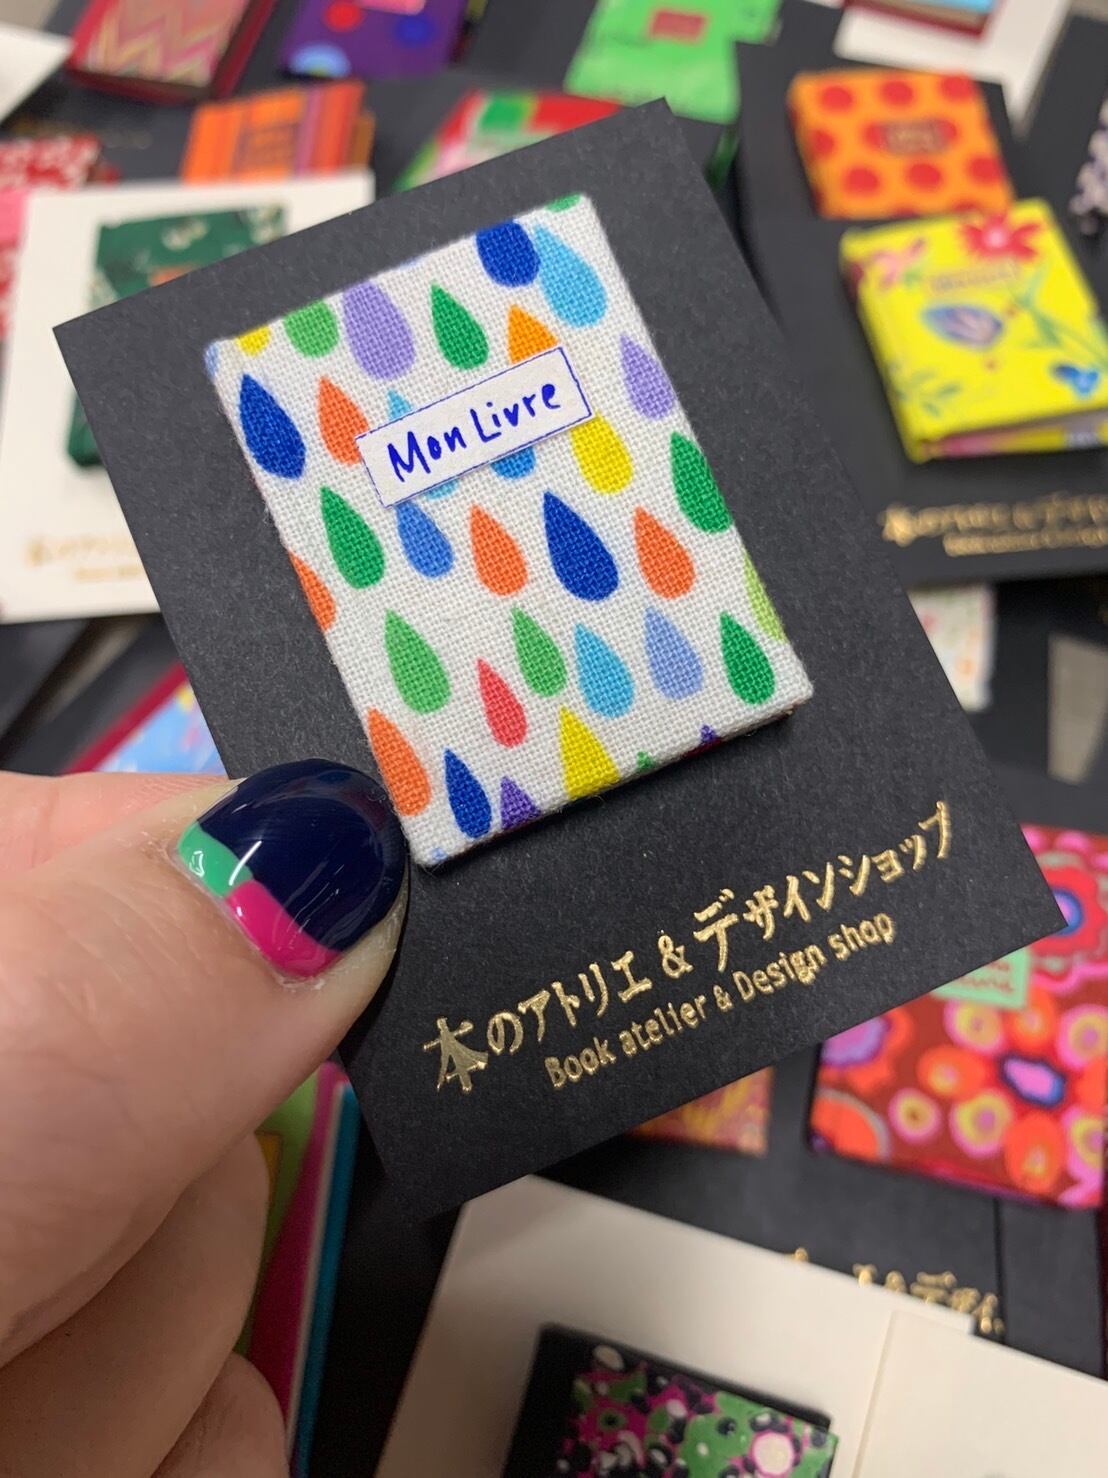 Mon Livre
本のアトリエ & デザインショップ
Book atelier & Design shop